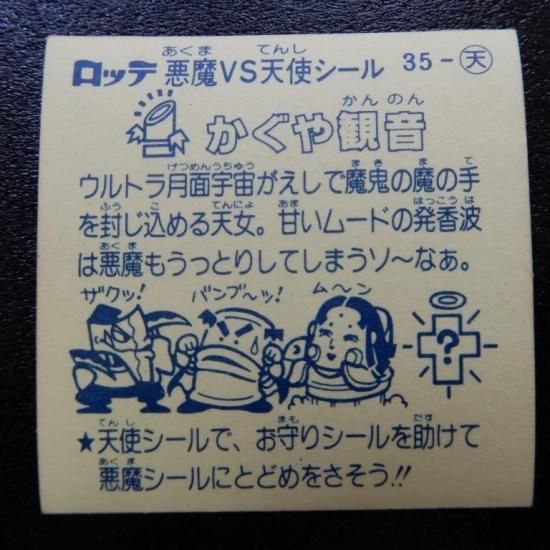 ロッテ 悪魔VS天使シール 35-天
かぐや観音
ウルトラ月面宇宙がえしで魔鬼の魔の手
を封じ込める天女。甘いムードの発香波
は悪魔もうっとりしてしまうソ〜なぁ。
ザクッ! バンブ〜ッ! ム〜ン
?
★天使シールで、お守りシールを助けて
悪魔シールにとどめをさそう!!